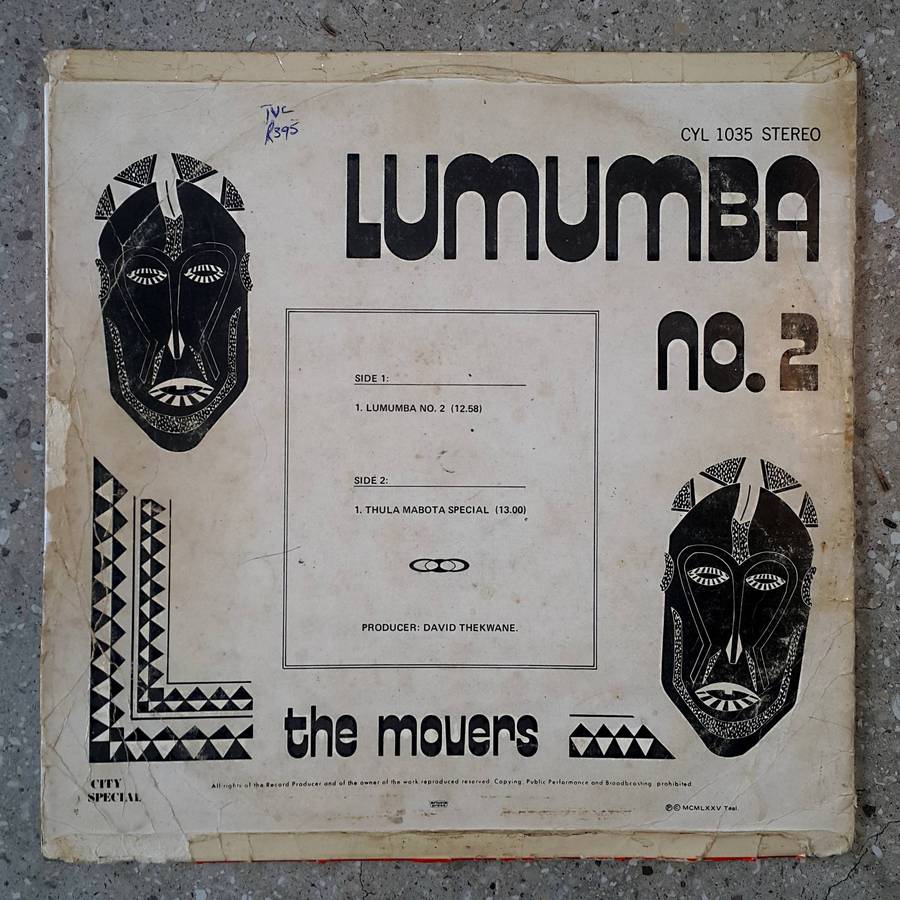 TVC
R395
CYL 1035 STEREO
LUMUMBA
NO. 2
SIDE 1:
1. LUMUMBA NO. 2 (12.58)
SIDE 2:
1. THULA MABOTA SPECIAL (13.00)
PRODUCER: DAVID THEKWANE.
the movers
CITY
SPECIAL
All rights of the Record Producer and of the owner of the work reproduced reserved. Copying, Public Performance and Broadbcasting prohibited.
Ⓟ © MCMLXXV Teal.